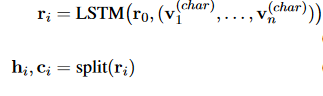 r_i = LSTM(r_0, (v_1^{(char)}, ..., v_n^{(char)}))
h_i, c_i = split(r_i)